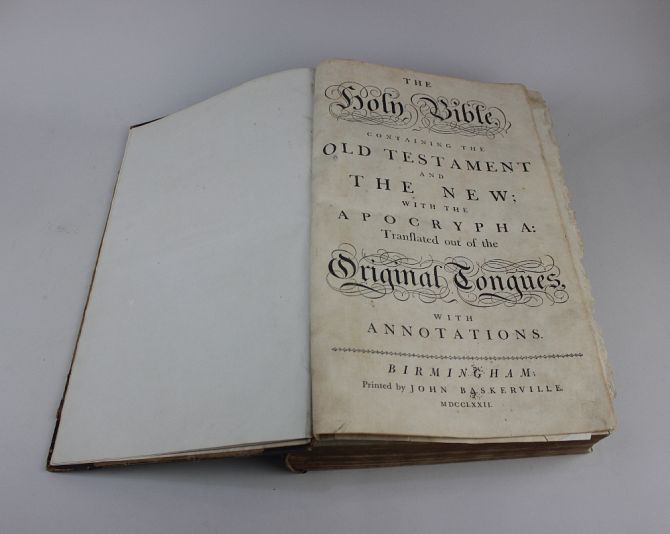 THE
Holy Bible,
CONTAINING THE
OLD TESTAMENT
AND
THE NEW;
WITH THE
APOCRYPHA:
Tranſlated out of the
Original Tongues,
WITH
ANNOTATIONS.
BIRMINGHAM:
Printed by JOHN BASKERVILLE.
MDCCLXXII.